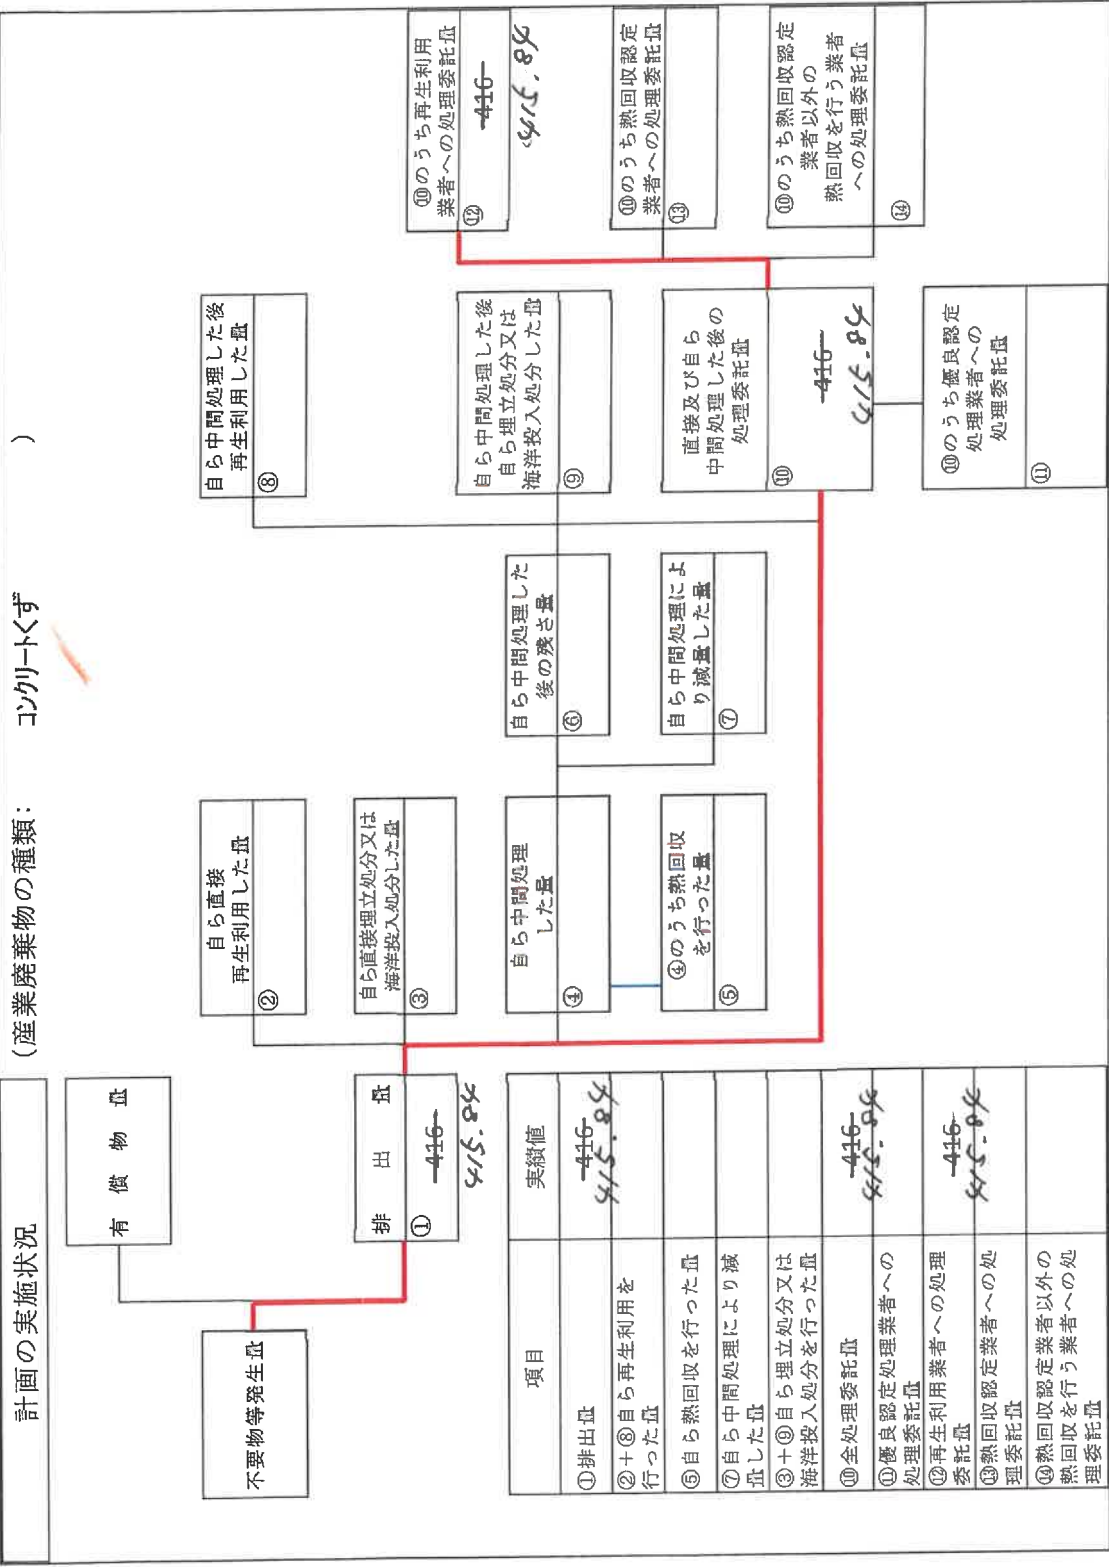 計画の実施状況
(産業廃棄物の種類: コンクリートくず )
有償物量
不要物等発生量
排出量
①
416
415.84
自ら直接
再生利用した量
②
自ら直接埋立処分又は
海洋投入処分した量
③
自ら中間処理
した量
④
④のうち熱回収
を行った量
⑤
自ら中間処理した
後の残さ量
⑥
自ら中間処理によ
り減量した量
⑦
自ら中間処理した後
再生利用した量
⑧
自ら中間処理した後
自ら埋立処分又は
海洋投入処分した量
⑨
直接及び自ら
中間処理した後の
処理委託量
⑩
416
415.84
⑩のうち優良認定
処理業者への
処理委託量
⑪
⑩のうち再生利用
業者への処理委託量
⑫
416
415.84
⑩のうち熱回収認定
業者への処理委託量
⑬
⑩のうち熱回収認定
業者以外の
熱回収を行う業者
への処理委託量
⑭
項目 実績値
①排出量 416
415.84
②+⑧自ら再生利用を
行った量
⑤自ら熱回収を行った量
⑦自ら中間処理により減
量した量
③+⑨自ら埋立処分又は
海洋投入処分を行った量
⑩全処理委託量 416
415.84
⑪優良認定処理業者への
処理委託量
⑫再生利用業者への処理
委託量 416
415.84
⑬熱回収認定業者への処
理委託量
⑭熱回収認定業者以外の
熱回収を行う業者への処
理委託量